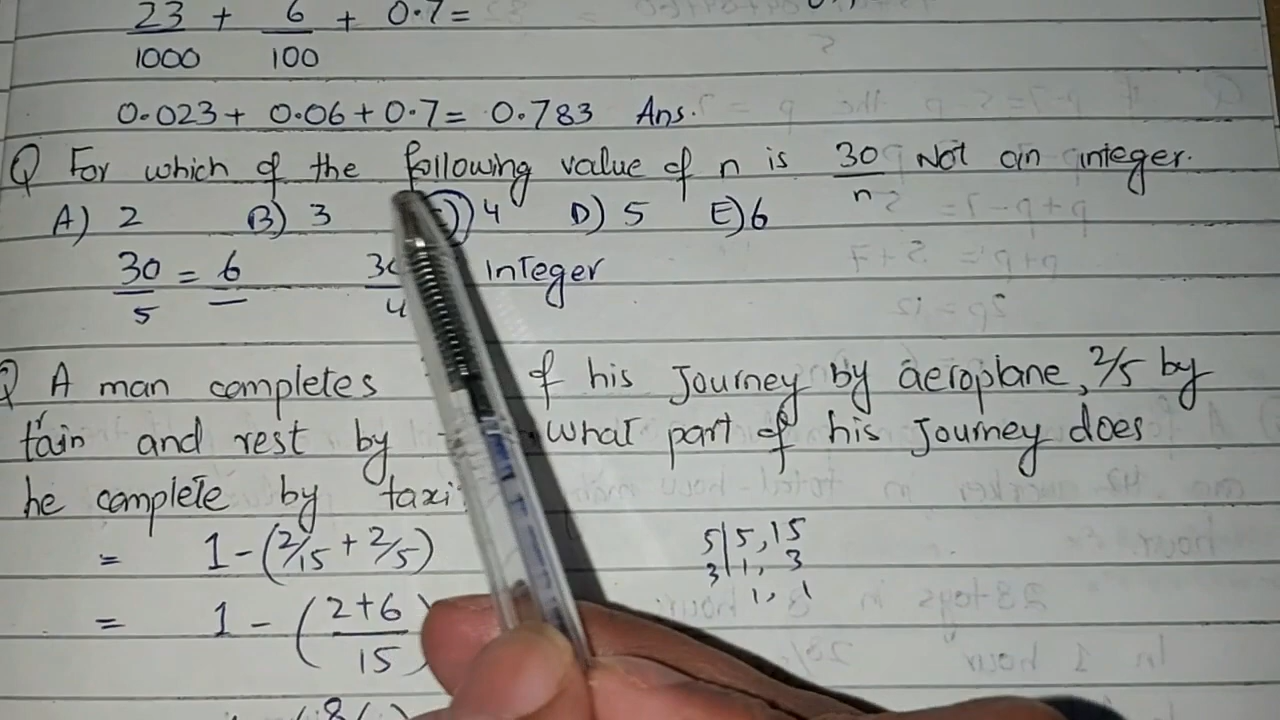 23/1000 + 6/100 + 0.7 =
0.023 + 0.06 + 0.7 = 0.783 Ans.
Q For which of the following value of n is 30/n Not an integer.
A) 2 B) 3 4 D) 5 E) 6
30/5 = 6 integer
Q A man completes of his Journey by aeroplane, 2/5 by
tain and rest by what part of his Journey does
he complete by taxi
= 1 - (2/15 + 2/5)
5 | 5, 15
3 | 1, 3
1, 1
= 1 - (2+6/15)